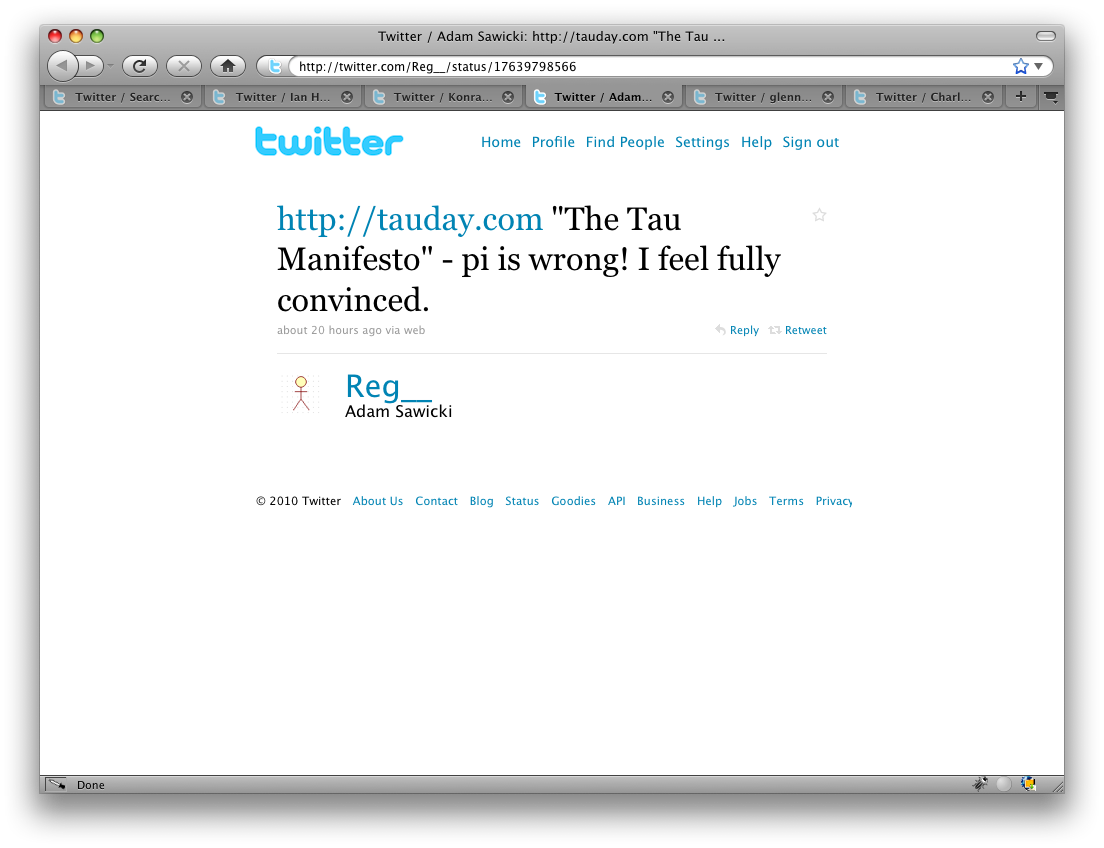 Twitter / Adam Sawicki: http://tauday.com "The Tau ...
http://twitter.com/Reg__/status/17639798566
Twitter / Searc... Twitter / Ian H... Twitter / Konra... Twitter / Adam... Twitter / glenn... Twitter / Charl... +
twitter Home Profile Find People Settings Help Sign out
http://tauday.com "The Tau
Manifesto" - pi is wrong! I feel fully
convinced.
about 20 hours ago via web Reply Retweet
Reg__
Adam Sawicki
© 2010 Twitter About Us Contact Blog Status Goodies API Business Help Jobs Terms Privacy
Done